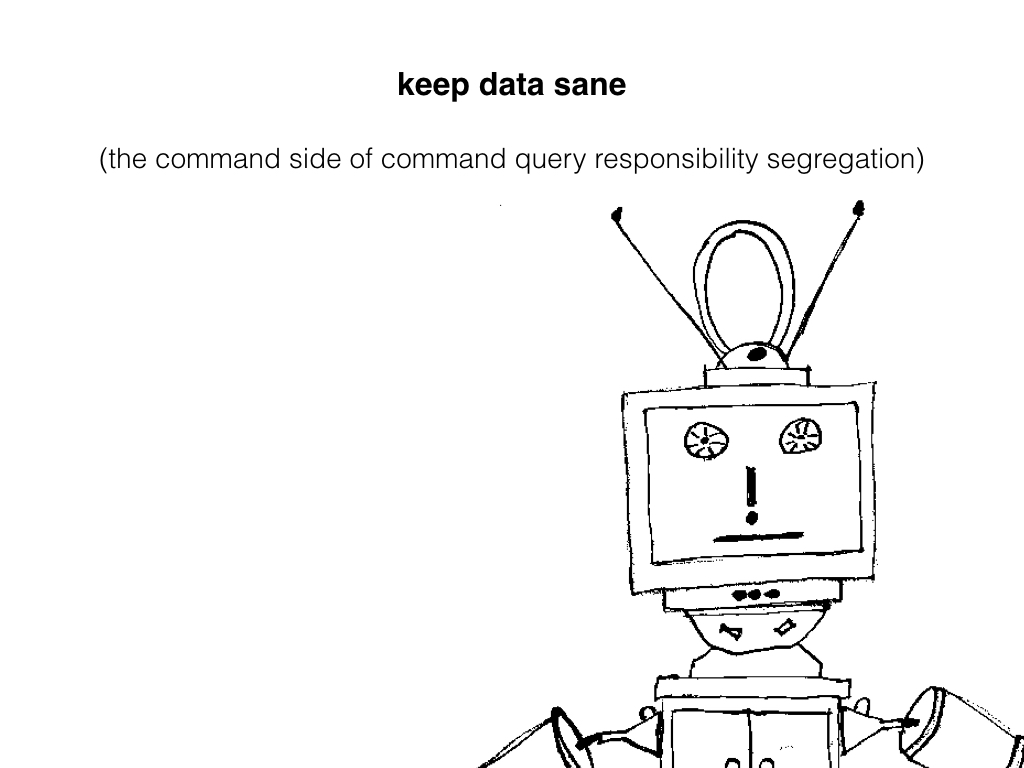 keep data sane
(the command side of command query responsibility segregation)